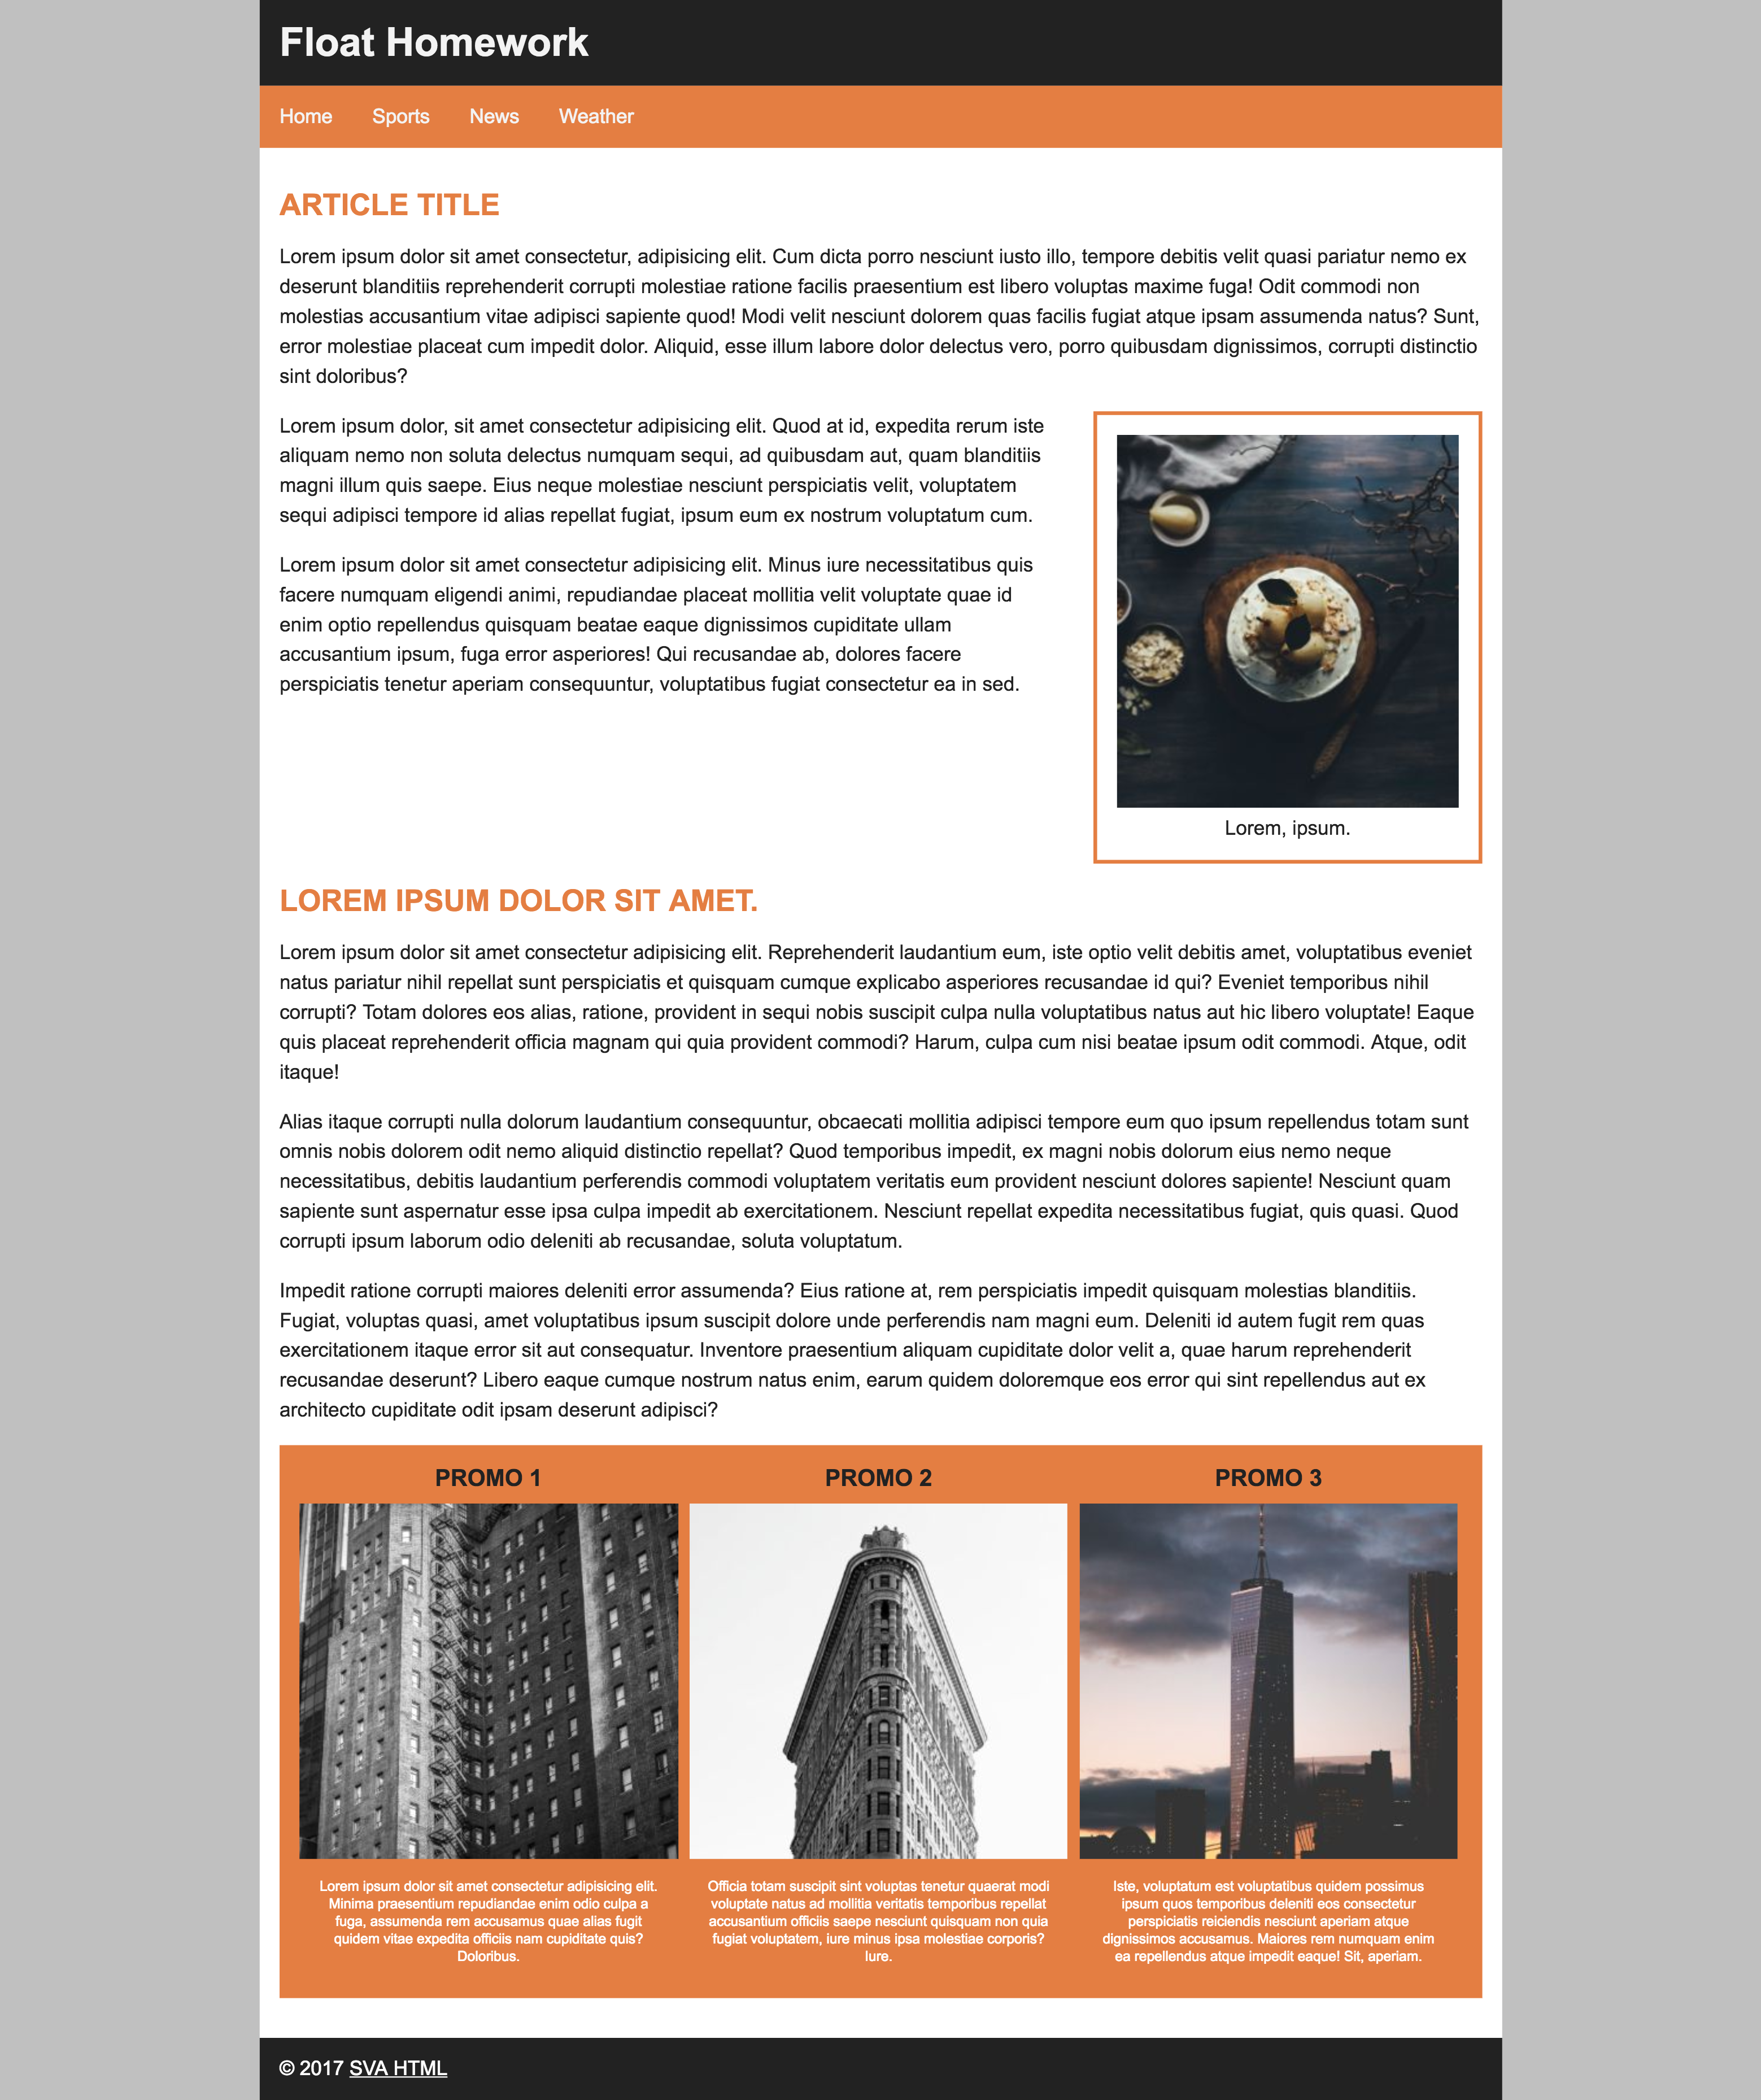 Float Homework
Home Sports News Weather
ARTICLE TITLE
Lorem ipsum dolor sit amet consectetur, adipisicing elit. Cum dicta porro nesciunt iusto illo, tempore debitis velit quasi pariatur nemo ex
deserunt blanditiis reprehenderit corrupti molestiae ratione facilis praesentium est libero voluptas maxime fuga! Odit commodi non
molestias accusantium vitae adipisci sapiente quod! Modi velit nesciunt dolorem quas facilis fugiat atque ipsam assumenda natus? Sunt,
error molestiae placeat cum impedit dolor. Aliquid, esse illum labore dolor delectus vero, porro quibusdam dignissimos, corrupti distinctio
sint doloribus?
Lorem ipsum dolor, sit amet consectetur adipisicing elit. Quod at id, expedita rerum iste
aliquam nemo non soluta delectus numquam sequi, ad quibusdam aut, quam blanditiis
magni illum quis saepe. Eius neque molestiae nesciunt perspiciatis velit, voluptatem
sequi adipisci tempore id alias repellat fugiat, ipsum eum ex nostrum voluptatum cum.
Lorem ipsum dolor sit amet consectetur adipisicing elit. Minus iure necessitatibus quis
facere numquam eligendi animi, repudiandae placeat mollitia velit voluptate quae id
enim optio repellendus quisquam beatae eaque dignissimos cupiditate ullam
accusantium ipsum, fuga error asperiores! Qui recusandae ab, dolores facere
perspiciatis tenetur aperiam consequuntur, voluptatibus fugiat consectetur ea in sed.
Lorem, ipsum.
LOREM IPSUM DOLOR SIT AMET.
Lorem ipsum dolor sit amet consectetur adipisicing elit. Reprehenderit laudantium eum, iste optio velit debitis amet, voluptatibus eveniet
natus pariatur nihil repellat sunt perspiciatis et quisquam cumque explicabo asperiores recusandae id qui? Eveniet temporibus nihil
corrupti? Totam dolores eos alias, ratione, provident in sequi nobis suscipit culpa nulla voluptatibus natus aut hic libero voluptate! Eaque
quis placeat reprehenderit officia magnam qui quia provident commodi? Harum, culpa cum nisi beatae ipsum odit commodi. Atque, odit
itaque!
Alias itaque corrupti nulla dolorum laudantium consequuntur, obcaecati mollitia adipisci tempore eum quo ipsum repellendus totam sunt
omnis nobis dolorem odit nemo aliquid distinctio repellat? Quod temporibus impedit, ex magni nobis dolorum eius nemo neque
necessitatibus, debitis laudantium perferendis commodi voluptatem veritatis eum provident nesciunt dolores sapiente! Nesciunt quam
sapiente sunt aspernatur esse ipsa culpa impedit ab exercitationem. Nesciunt repellat expedita necessitatibus fugiat, quis quasi. Quod
corrupti ipsum laborum odio deleniti ab recusandae, soluta voluptatum.
Impedit ratione corrupti maiores deleniti error assumenda? Eius ratione at, rem perspiciatis impedit quisquam molestias blanditiis.
Fugiat, voluptas quasi, amet voluptatibus ipsum suscipit dolore unde perferendis nam magni eum. Deleniti id autem fugit rem quas
exercitationem itaque error sit aut consequatur. Inventore praesentium aliquam cupiditate dolor velit a, quae harum reprehenderit
recusandae deserunt? Libero eaque cumque nostrum natus enim, earum quidem doloremque eos error qui sint repellendus aut ex
architecto cupiditate odit ipsam deserunt adipisci?
PROMO 1
Lorem ipsum dolor sit amet consectetur adipisicing elit.
Minima praesentium repudiandae enim odio culpa a
fuga, assumenda rem accusamus quae alias fugit
quidem vitae expedita officiis nam cupiditate quis?
Doloribus.
PROMO 2
Officia totam suscipit sint voluptas tenetur quaerat modi
voluptate natus ad mollitia veritatis temporibus repellat
accusantium officiis saepe nesciunt quisquam non quia
fugiat voluptatem, iure minus ipsa molestiae corporis?
Iure.
PROMO 3
Iste, voluptatum est voluptatibus quidem possimus
ipsum quos temporibus deleniti eos consectetur
perspiciatis reiciendis nesciunt aperiam atque
dignissimos accusamus. Maiores rem numquam enim
ea repellendus atque impedit eaque! Sit, aperiam.
© 2017 SVA HTML